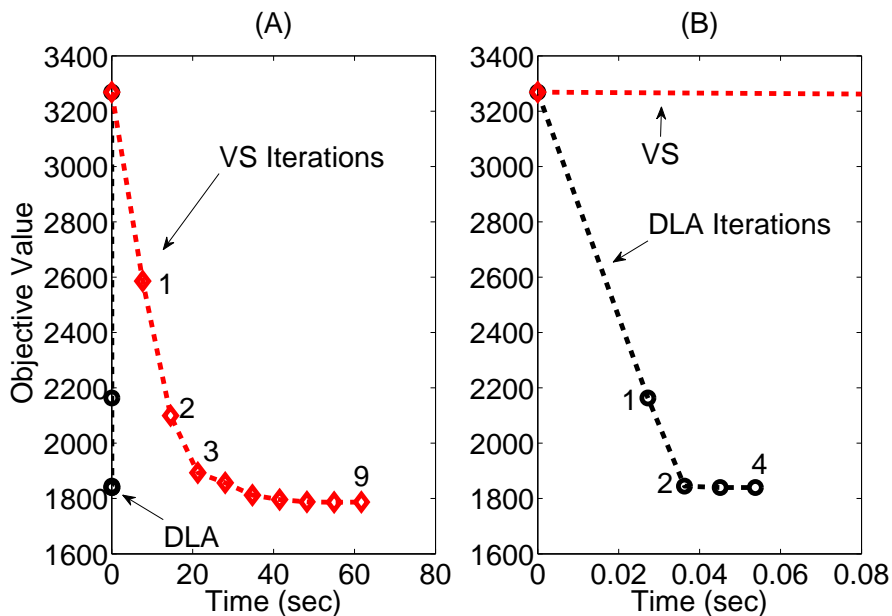 (A)
3400
3200
3000
2800
2600
2400
2200
2000
1800
1600
Objective Value
VS Iterations
1
2
3
9
DLA
0 20 40 60 80
Time (sec)
(B)
3400
3200
3000
2800
2600
2400
2200
2000
1800
1600
VS
DLA Iterations
1
2
4
0 0.02 0.04 0.06 0.08
Time (sec)